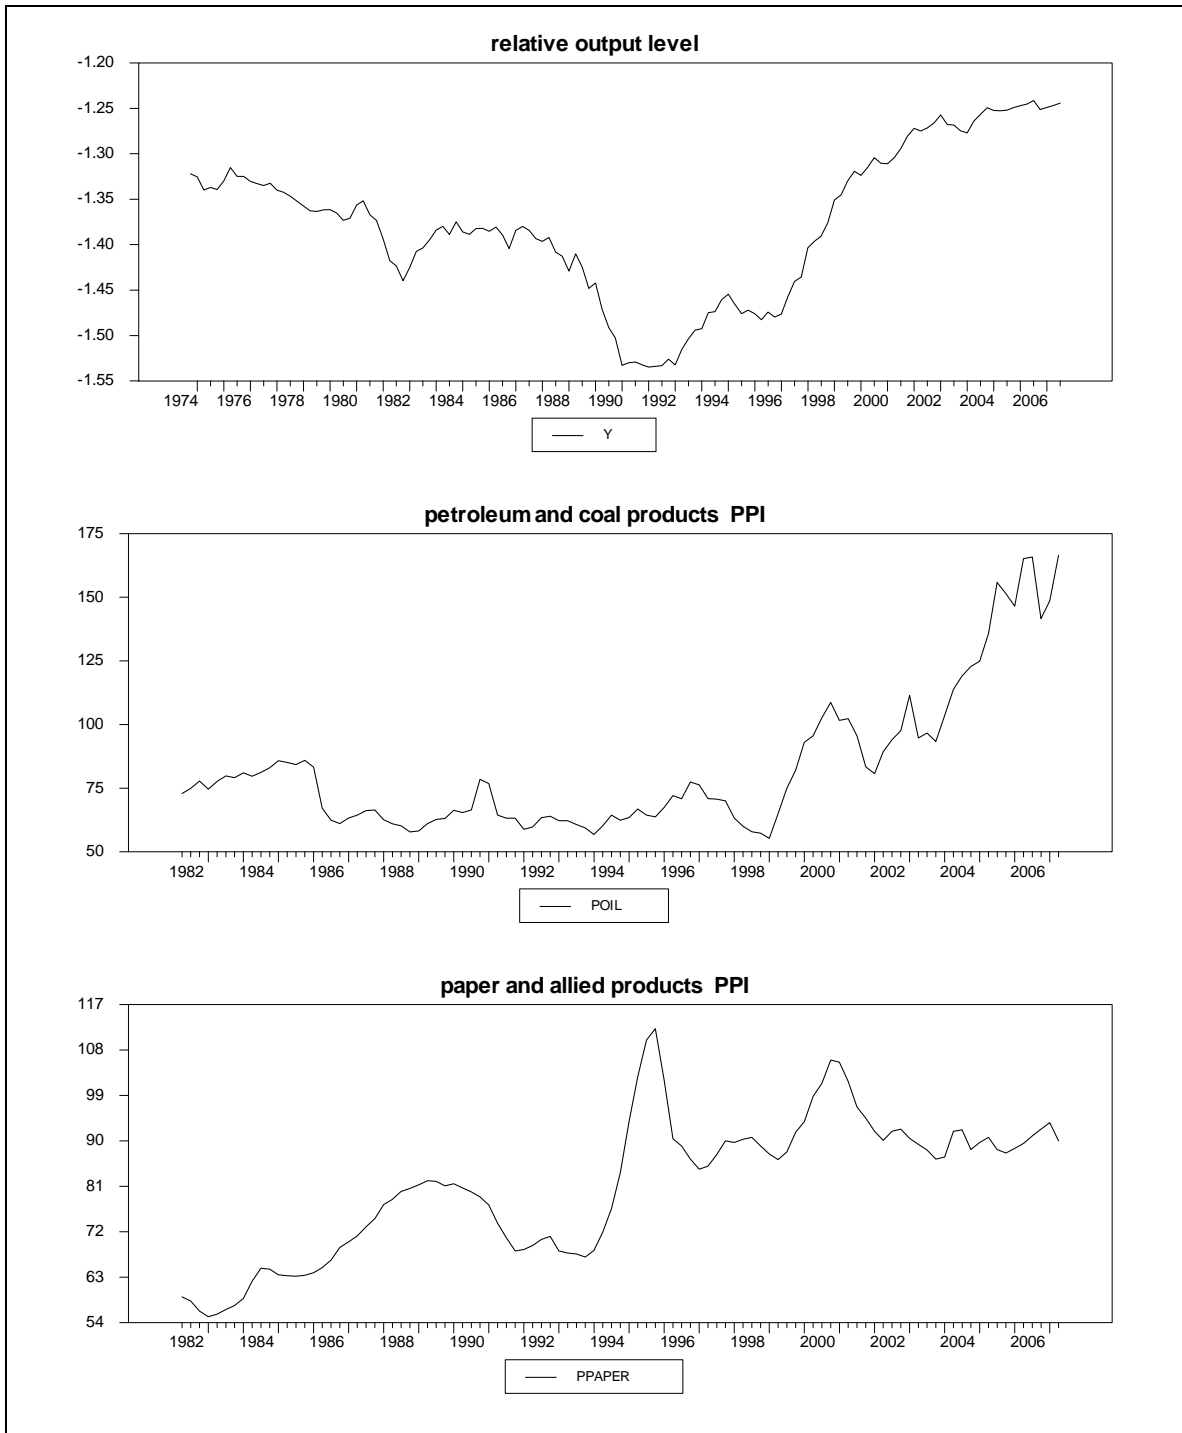 relative output level
-1.20
-1.25
-1.30
-1.35
-1.40
-1.45
-1.50
-1.55
1974 1976 1978 1980 1982 1984 1986 1988 1990 1992 1994 1996 1998 2000 2002 2004 2006
Y
petroleum and coal products PPI
175
150
125
100
75
50
1982 1984 1986 1988 1990 1992 1994 1996 1998 2000 2002 2004 2006
POIL
paper and allied products PPI
117
108
99
90
81
72
63
54
1982 1984 1986 1988 1990 1992 1994 1996 1998 2000 2002 2004 2006
PPAPER